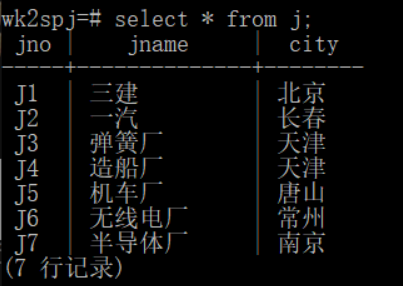 wk2spj=# select * from j;
jno | jname | city
-----+--------------+--------
J1 | 三建 | 北京
J2 | 一汽 | 长春
J3 | 弹簧厂 | 天津
J4 | 造船厂 | 天津
J5 | 机车厂 | 唐山
J6 | 无线电厂 | 常州
J7 | 半导体厂 | 南京
(7 行记录)